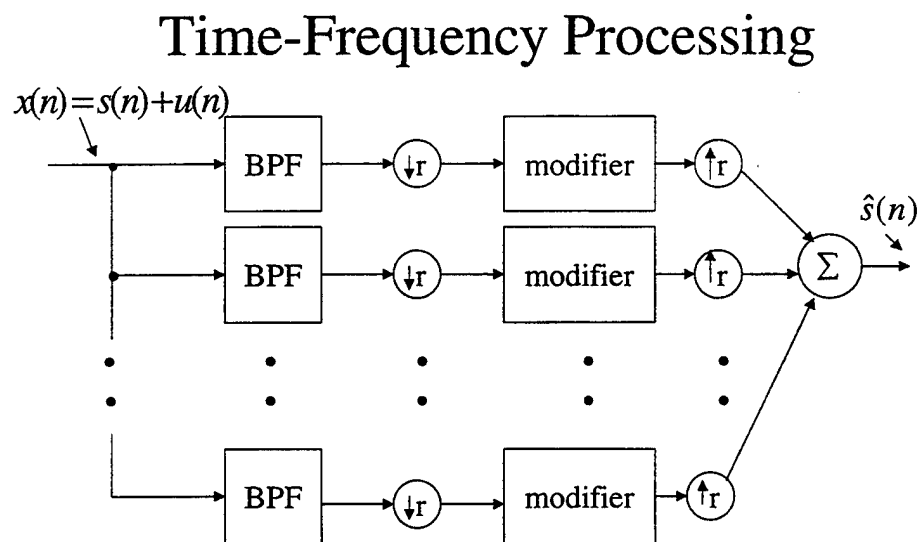 Time-Frequency Processing
x(n)=s(n)+u(n)
BPF ↓r modifier ↑r
ŝ(n)
BPF ↓r modifier ↑r Σ
BPF ↓r modifier ↑r